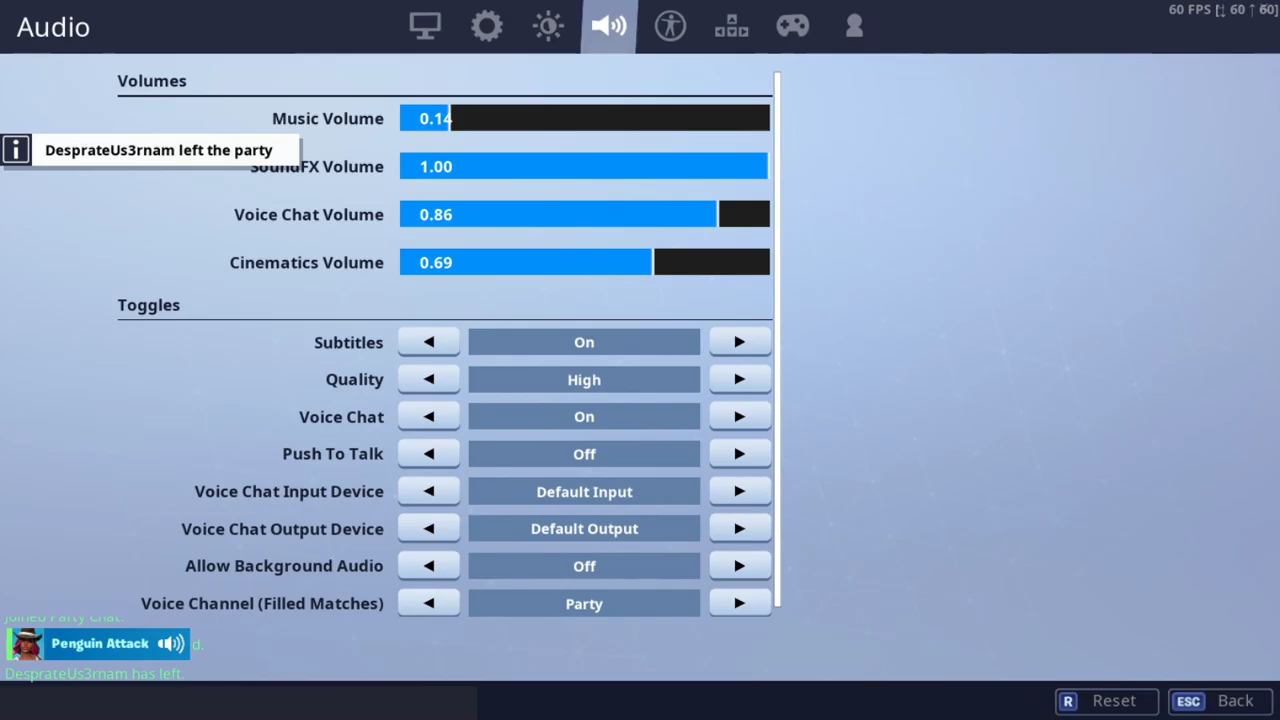 Audio
60 FPS [↓ 60 ↑ 60]
Volumes
Music Volume 0.14
DesprateUs3rnam left the party
SoundFX Volume 1.00
Voice Chat Volume 0.86
Cinematics Volume 0.69
Toggles
Subtitles On
Quality High
Voice Chat On
Push To Talk Off
Voice Chat Input Device Default Input
Voice Chat Output Device Default Output
Allow Background Audio Off
Voice Channel (Filled Matches) Party
Joined Party Chat.
Penguin Attack d.
DesprateUs3rnam has left.
R Reset ESC Back